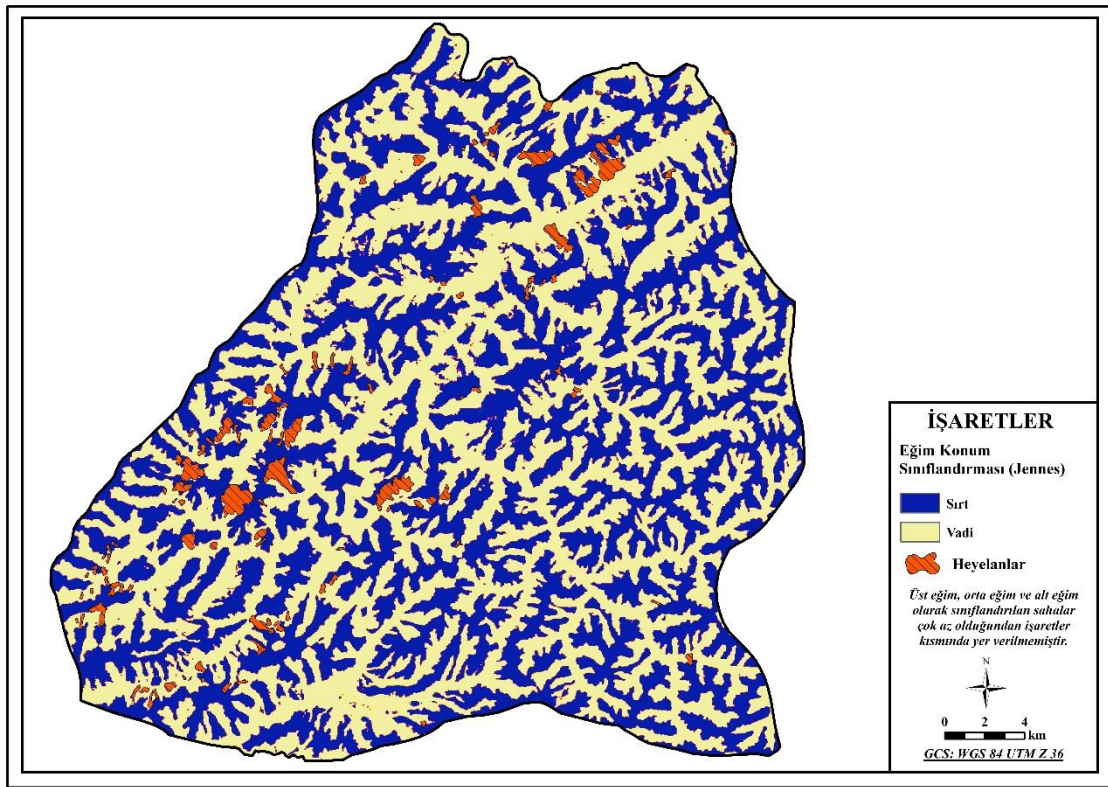 İŞARETLER
Eğim Konum
Sınıflandırması (Jennes)
Sırt
Vadi
Heyelanlar
Üst eğim, orta eğim ve alt eğim
olarak sınıflandırılan sahalar
çok az olduğundan işaretler
kısmında yer verilmemiştir.
N
0 2 4
km
GCS: WGS 84 UTM Z 36